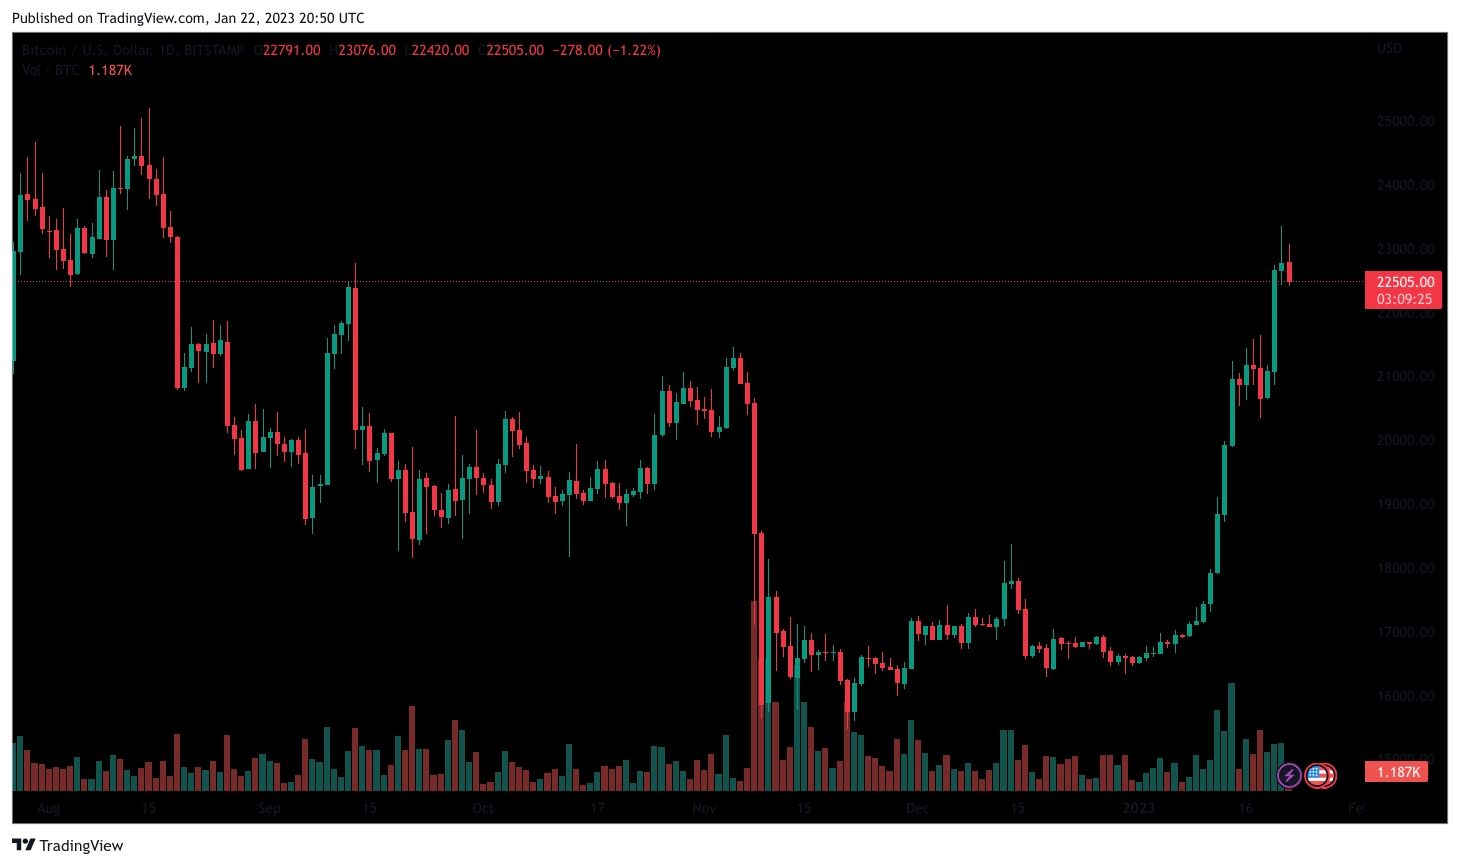 Published on TradingView.com, Jan 22, 2023 20:50 UTC
Bitcoin / U.S. Dollar, 1D, BITSTAMP O22791.00 H23076.00 L22420.00 C22505.00 −278.00 (−1.22%)
Vol · BTC 1.187K
USD
25000.00
24000.00
23000.00
22505.00
03:09:25
22000.00
21000.00
20000.00
19000.00
18000.00
17000.00
16000.00
15000.00
1.187K
Aug 15 Sep 15 Oct 17 Nov 15 Dec 15 2023 16 Feb
TradingView